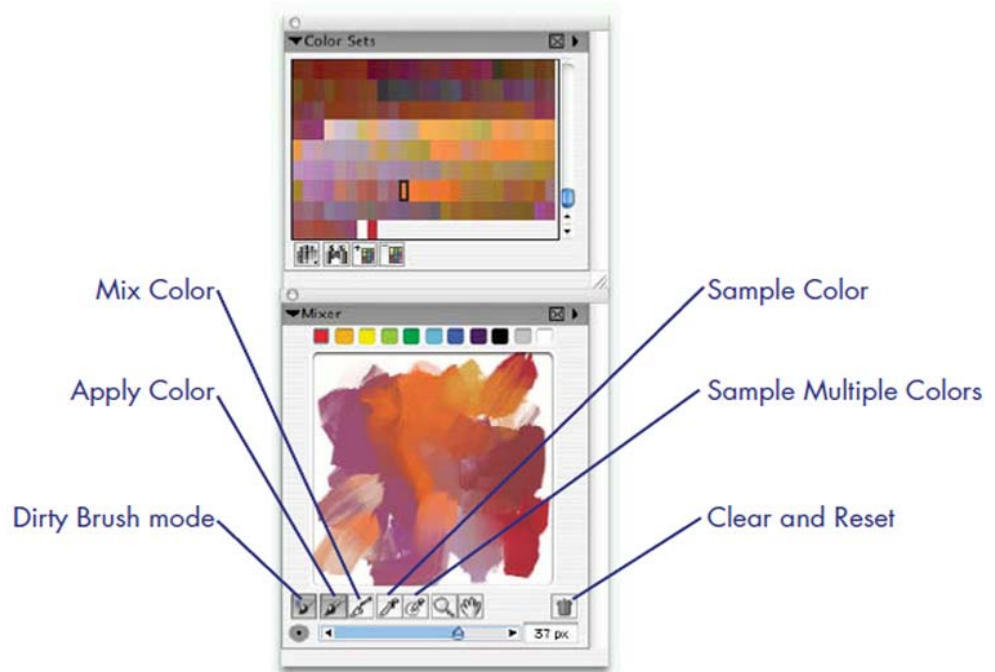 Color Sets
Mix Color
Sample Color
Mixer
Apply Color
Sample Multiple Colors
Dirty Brush mode
Clear and Reset
37 px